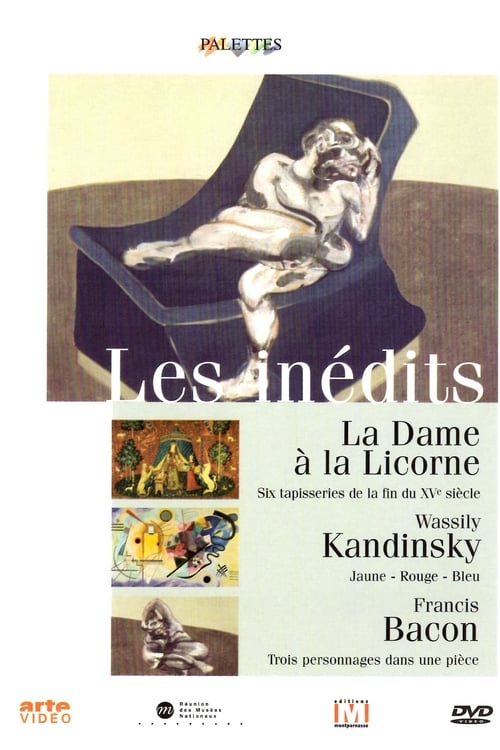 PALETTES
Les inédits
La Dame
à la Licorne
Six tapisseries de la fin du XVe siècle
Wassily
Kandinsky
Jaune - Rouge - Bleu
Francis
Bacon
Trois personnages dans une pièce
arte
VIDEO
m
Réunion
des Musées
Nationaux
editions
M
montparnasse
DVD
VIDEO